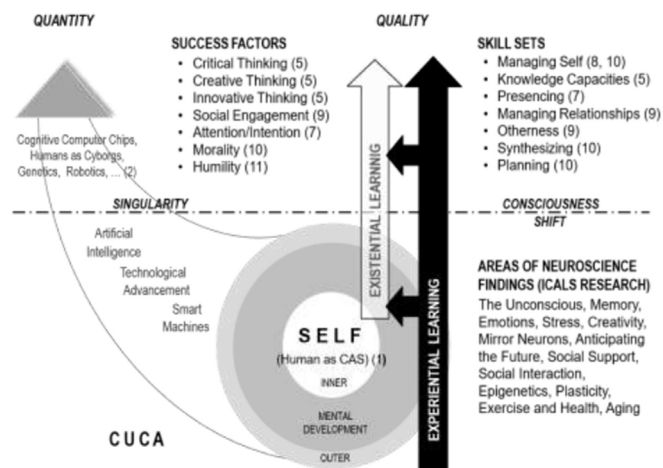 QUANTITY
QUALITY
SUCCESS FACTORS
• Critical Thinking (5)
• Creative Thinking (5)
• Innovative Thinking (5)
• Social Engagement (9)
• Attention/Intention (7)
• Morality (10)
• Humility (11)
SKILL SETS
• Managing Self (8, 10)
• Knowledge Capacities (5)
• Presencing (7)
• Managing Relationships (9)
• Otherness (9)
• Synthesizing (10)
• Planning (10)
Cognitive Computer Chips,
Humans as Cyborgs,
Genetics, Robotics, ... (2)
SINGULARITY
CONSCIOUSNESS
SHIFT
Artificial
Intelligence
Technological
Advancement
Smart
Machines
EXISTENTIAL LEARNNIG
EXPERIENTIAL LEARNING
SELF
(Human as CAS) (1)
INNER
MENTAL
DEVELOPMENT
OUTER
CUCA
AREAS OF NEUROSCIENCE
FINDINGS (ICALS RESEARCH)
The Unconscious, Memory,
Emotions, Stress, Creativity,
Mirror Neurons, Anticipating
the Future, Social Support,
Social Interaction,
Epigenetics, Plasticity,
Exercise and Health, Aging